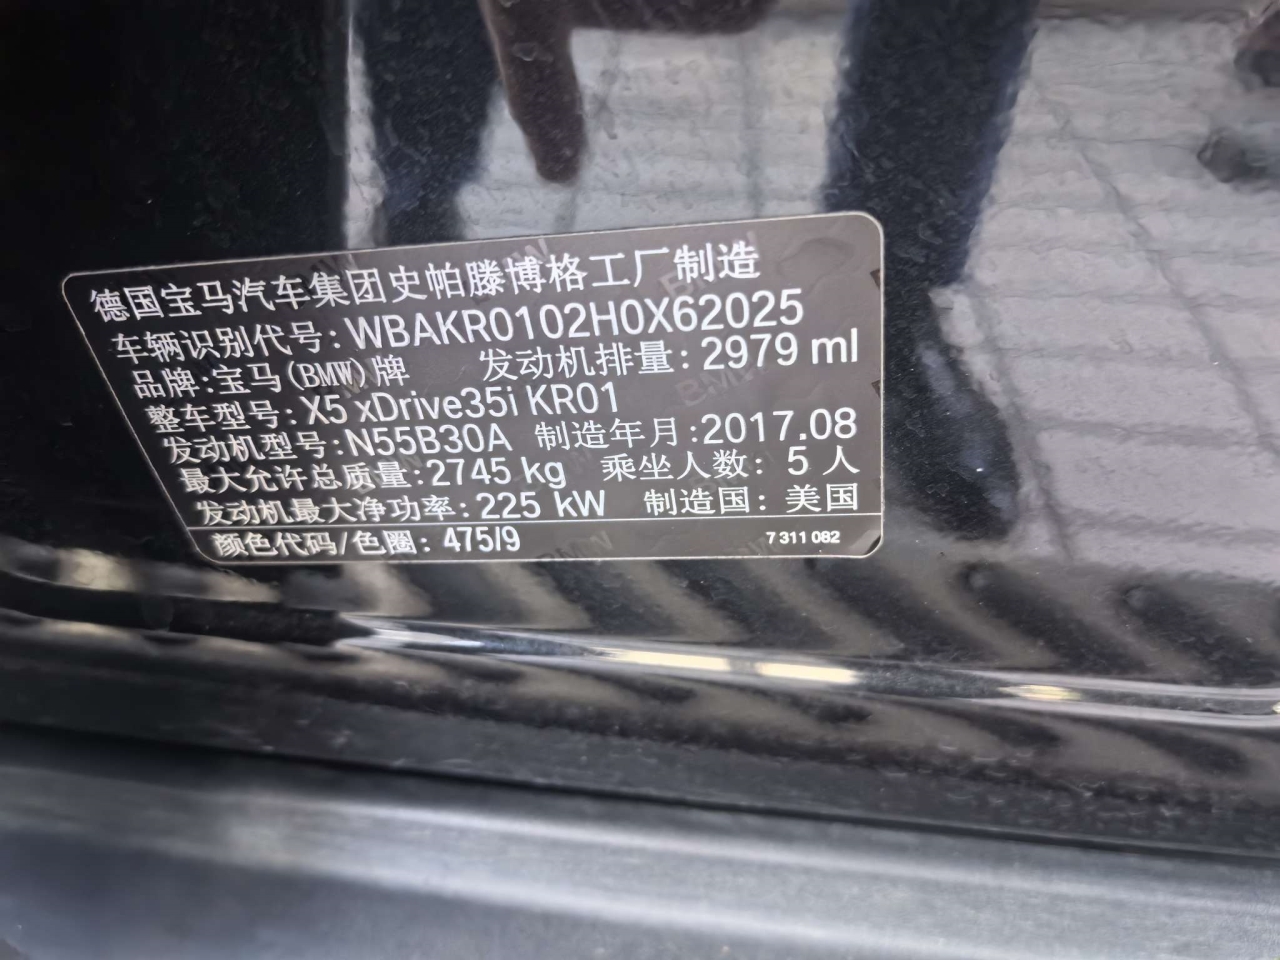 德国宝马汽车集团史帕滕博格工厂制造
车辆识别代号: WBAKR0102H0X62025
品牌:宝马(BMW)牌 发动机排量: 2979 ml
整车型号: X5 xDrive35i KR01
发动机型号: N55B30A 制造年月:2017.08
最大允许总质量:2745 kg 乘坐人数: 5 人
发动机最大净功率:225 kW 制造国: 美国
颜色代码/色圈: 475/9 7 311 082